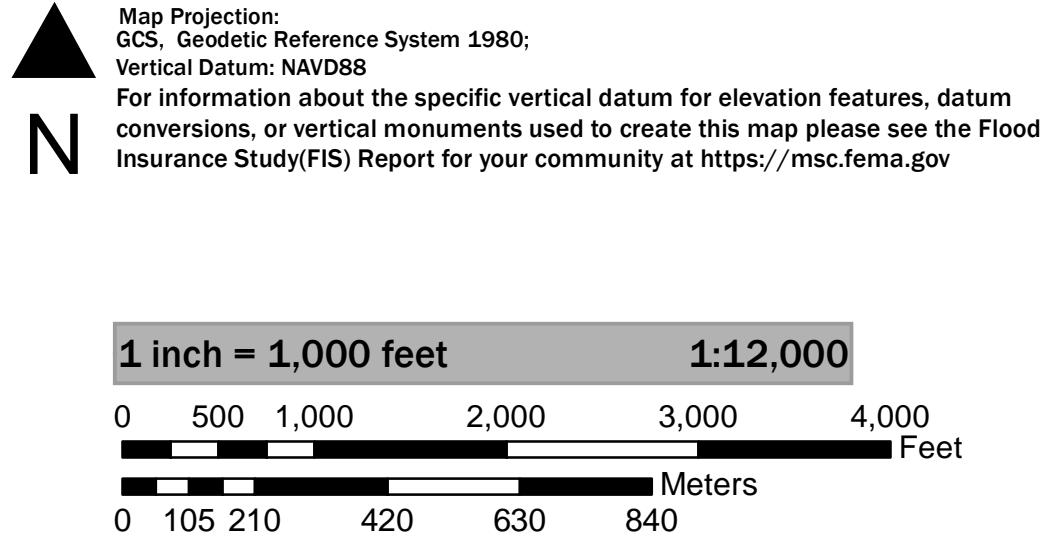 Map Projection:
GCS, Geodetic Reference System 1980;
Vertical Datum: NAVD88
For information about the specific vertical datum for elevation features, datum
conversions, or vertical monuments used to create this map please see the Flood
Insurance Study(FIS) Report for your community at https://msc.fema.gov
N
1 inch = 1,000 feet 1:12,000
0 500 1,000 2,000 3,000 4,000
Feet
Meters
0 105 210 420 630 840